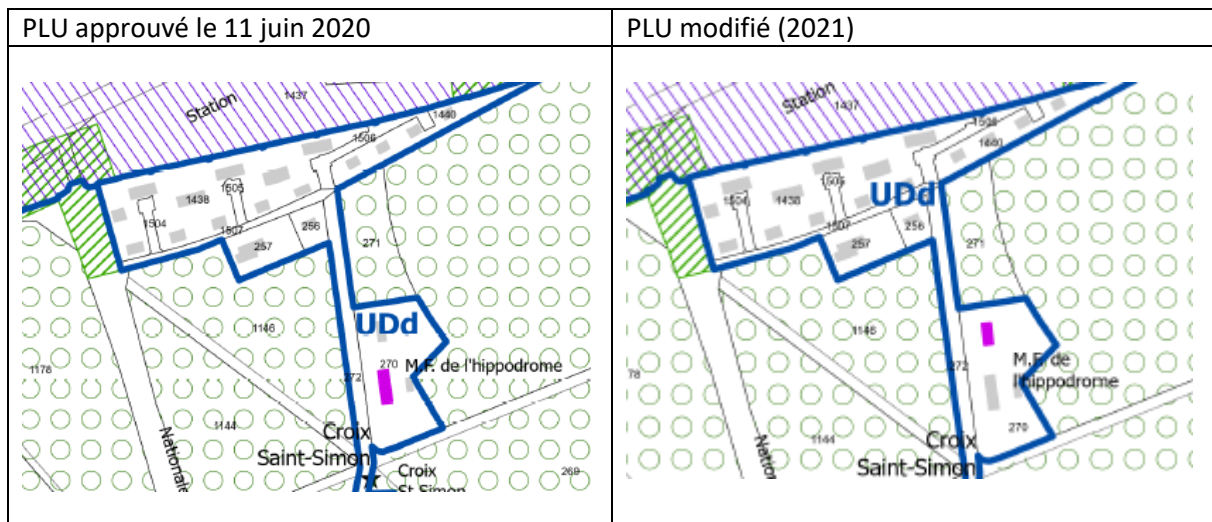 PLU approuvé le 11 juin 2020
PLU modifié (2021)
Station
1437
1440
1506
1505
1438
1504
1507
256
257
271
UDd
1146
270
M.F. de l'hippodrome
272
1178
1144
Nationale
Croix
Saint-Simon
Croix
St Simon
269
Station
1437
1506
1440
1505
UDd
1504
1438
1507
256
257
271
1146
M.F. de
l'hippodrome
272
78
270
1144
Croix
Saint-Simon